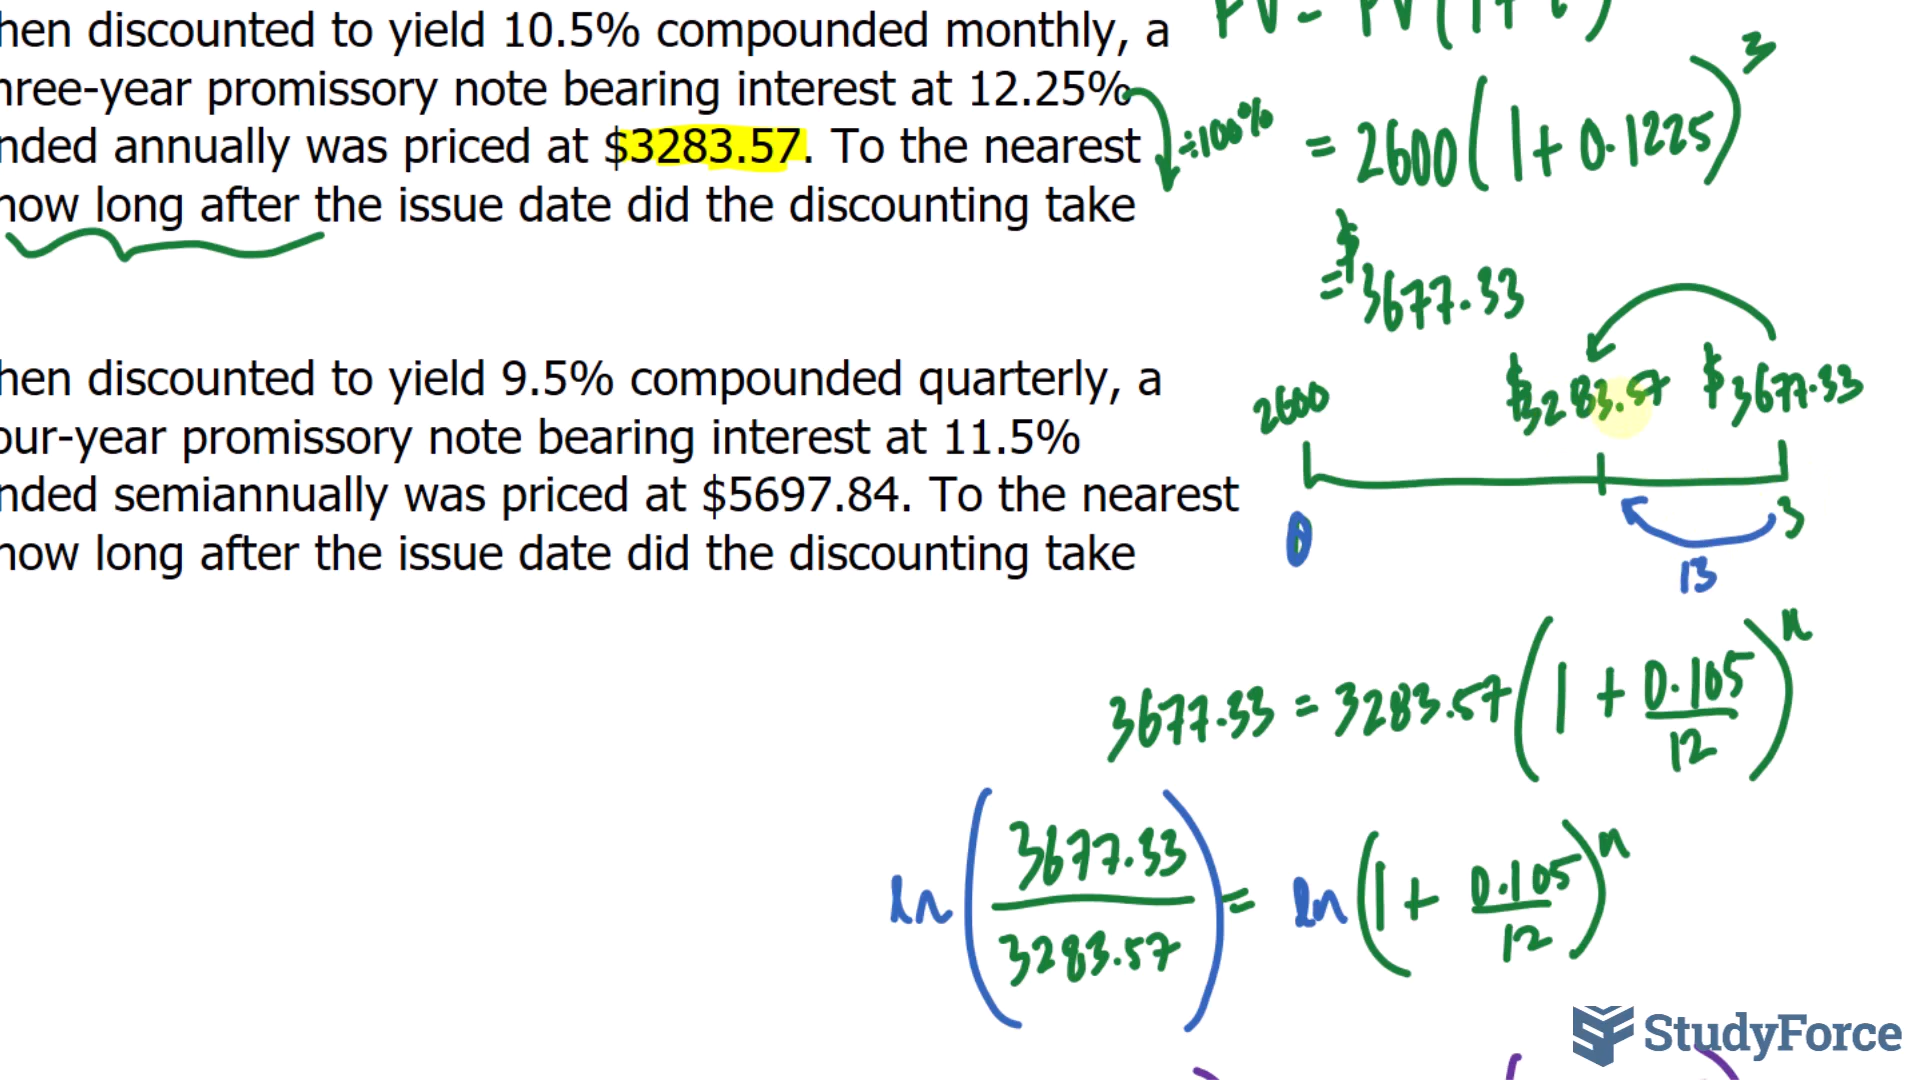 hen discounted to yield 10.5% compounded monthly, a
hree-year promissory note bearing interest at 12.25%
nded annually was priced at $3283.57. To the nearest
how long after the issue date did the discounting take
FV = PV(1+i)
÷100%
= 2600(1+0.1225)^3
= $3677.33
hen discounted to yield 9.5% compounded quarterly, a
our-year promissory note bearing interest at 11.5%
nded semiannually was priced at $5697.84. To the nearest
how long after the issue date did the discounting take
2600 $3283.57 $3677.33
0 3
13
3677.33 = 3283.57(1 + 0.105/12)^n
ln(3677.33/3283.57) = ln(1 + 0.105/12)^n
StudyForce